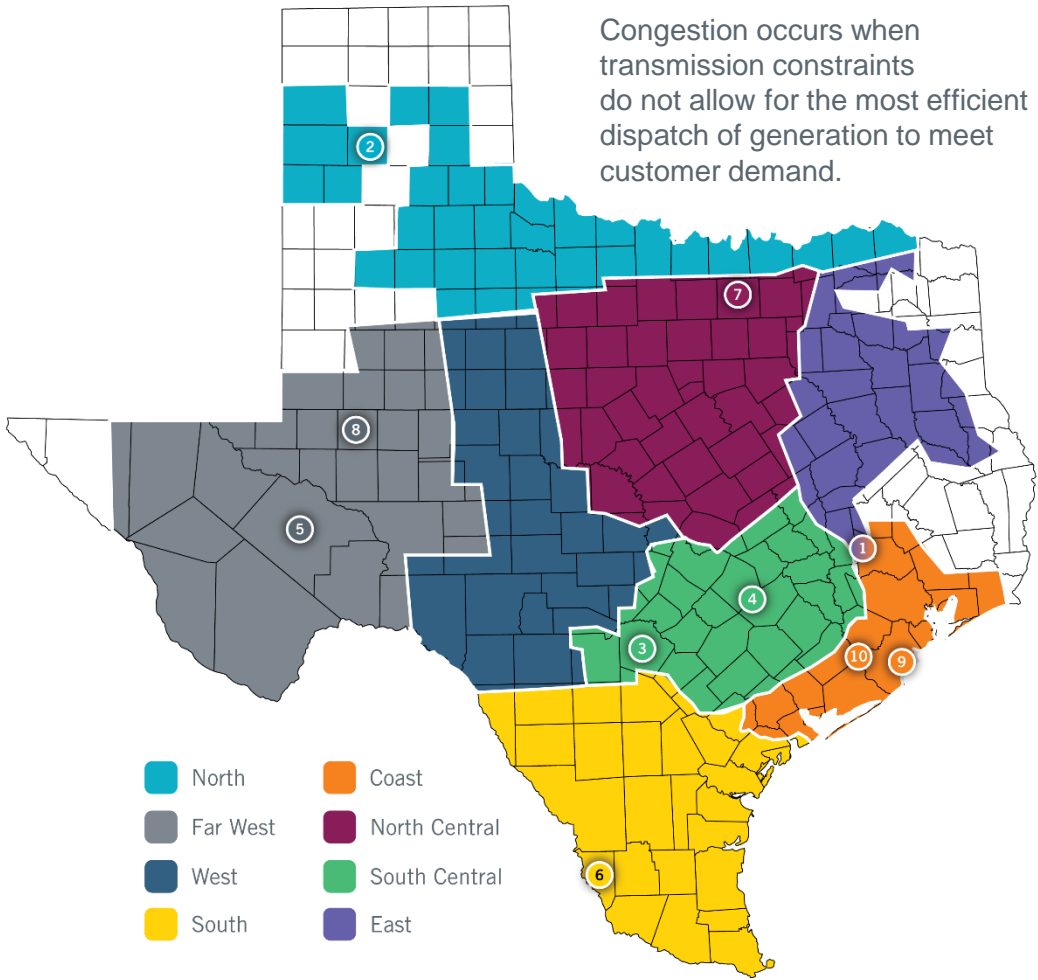 Congestion occurs when
transmission constraints
do not allow for the most efficient
dispatch of generation to meet
customer demand.
2
7
8
5
1
4
3
10
9
6
North
Coast
Far West
North Central
West
South Central
South
East